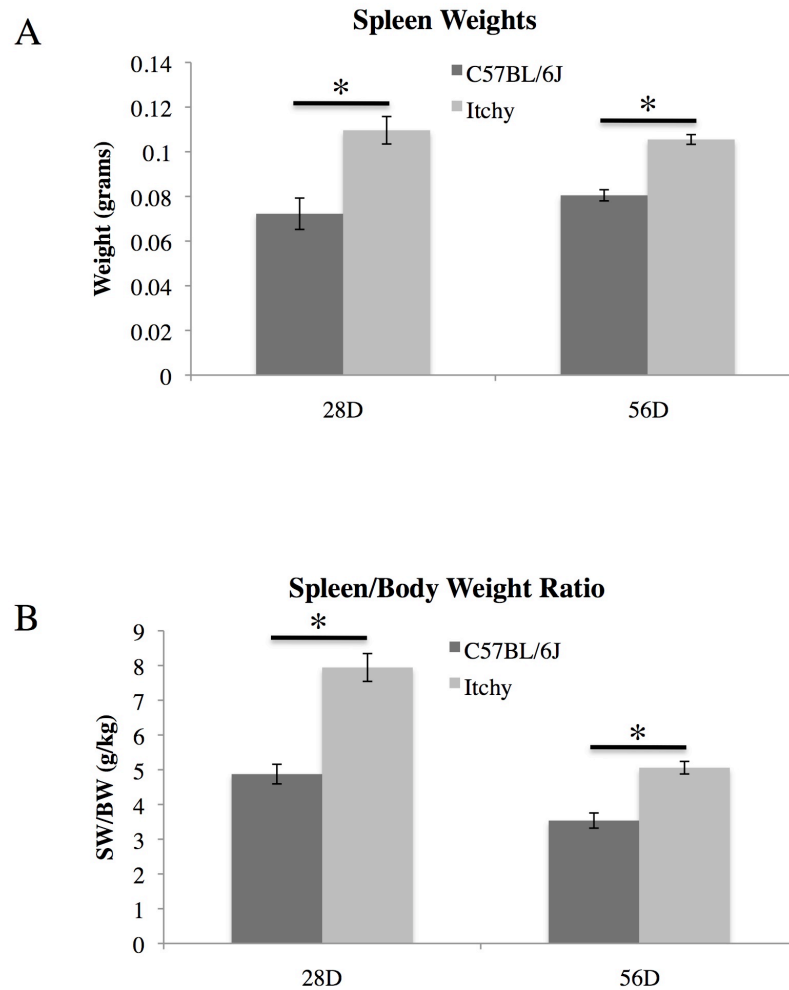 A
Spleen Weights
Weight (grams)
0.14
0.12
0.1
0.08
0.06
0.04
0.02
0
*
*
C57BL/6J
Itchy
28D
56D
B
Spleen/Body Weight Ratio
SW/BW (g/kg)
9
8
7
6
5
4
3
2
1
0
*
*
C57BL/6J
Itchy
28D
56D